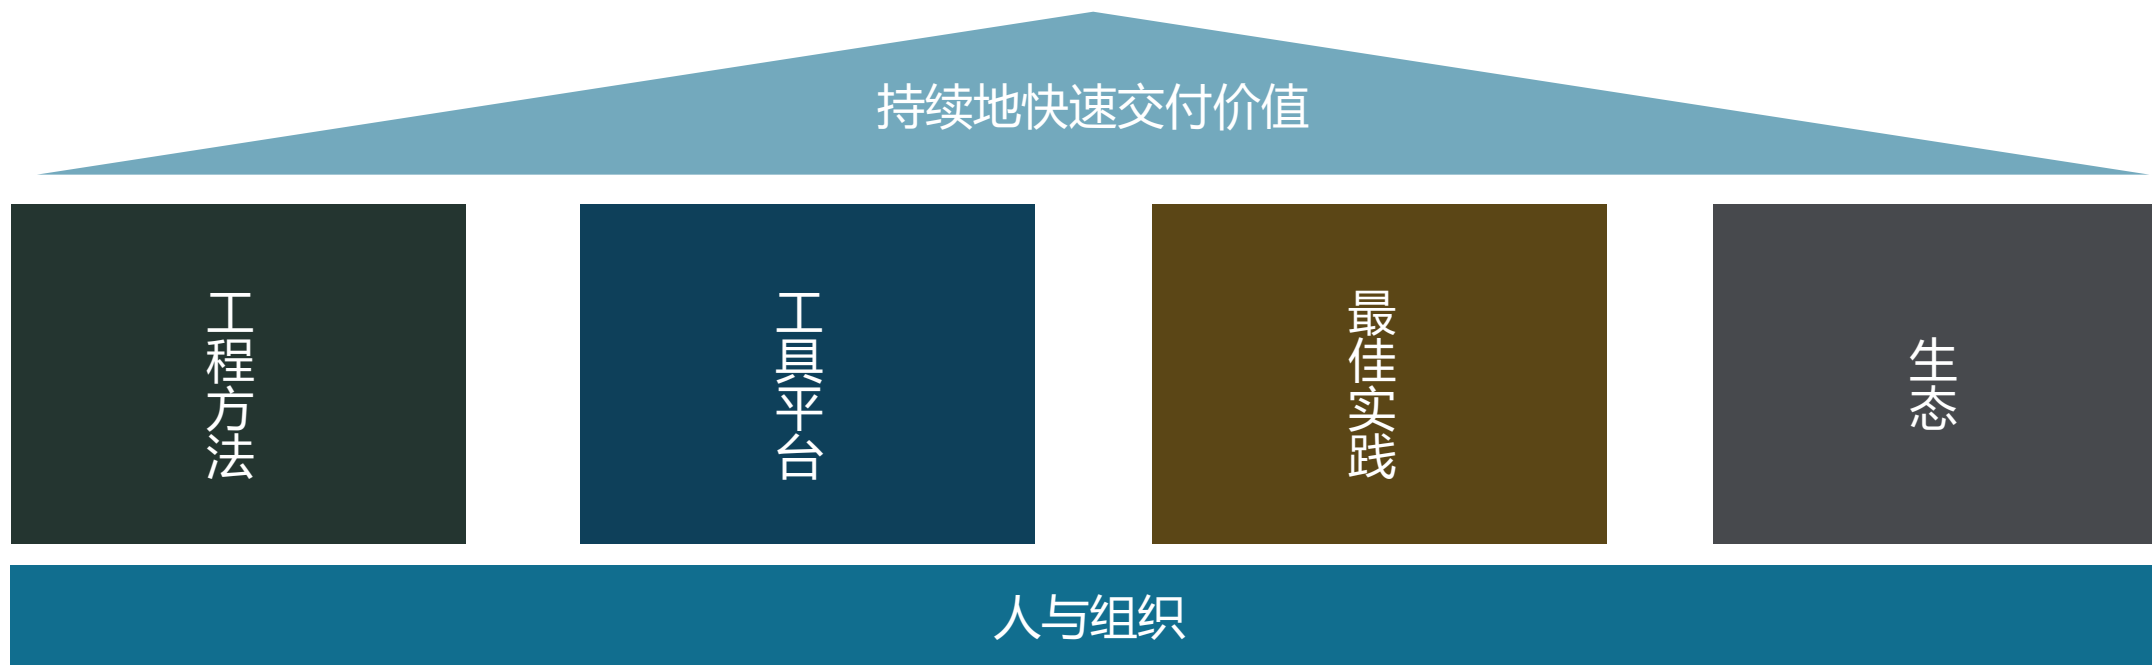 持续地快速交付价值
工程方法
工具平台
最佳实践
生态
人与组织